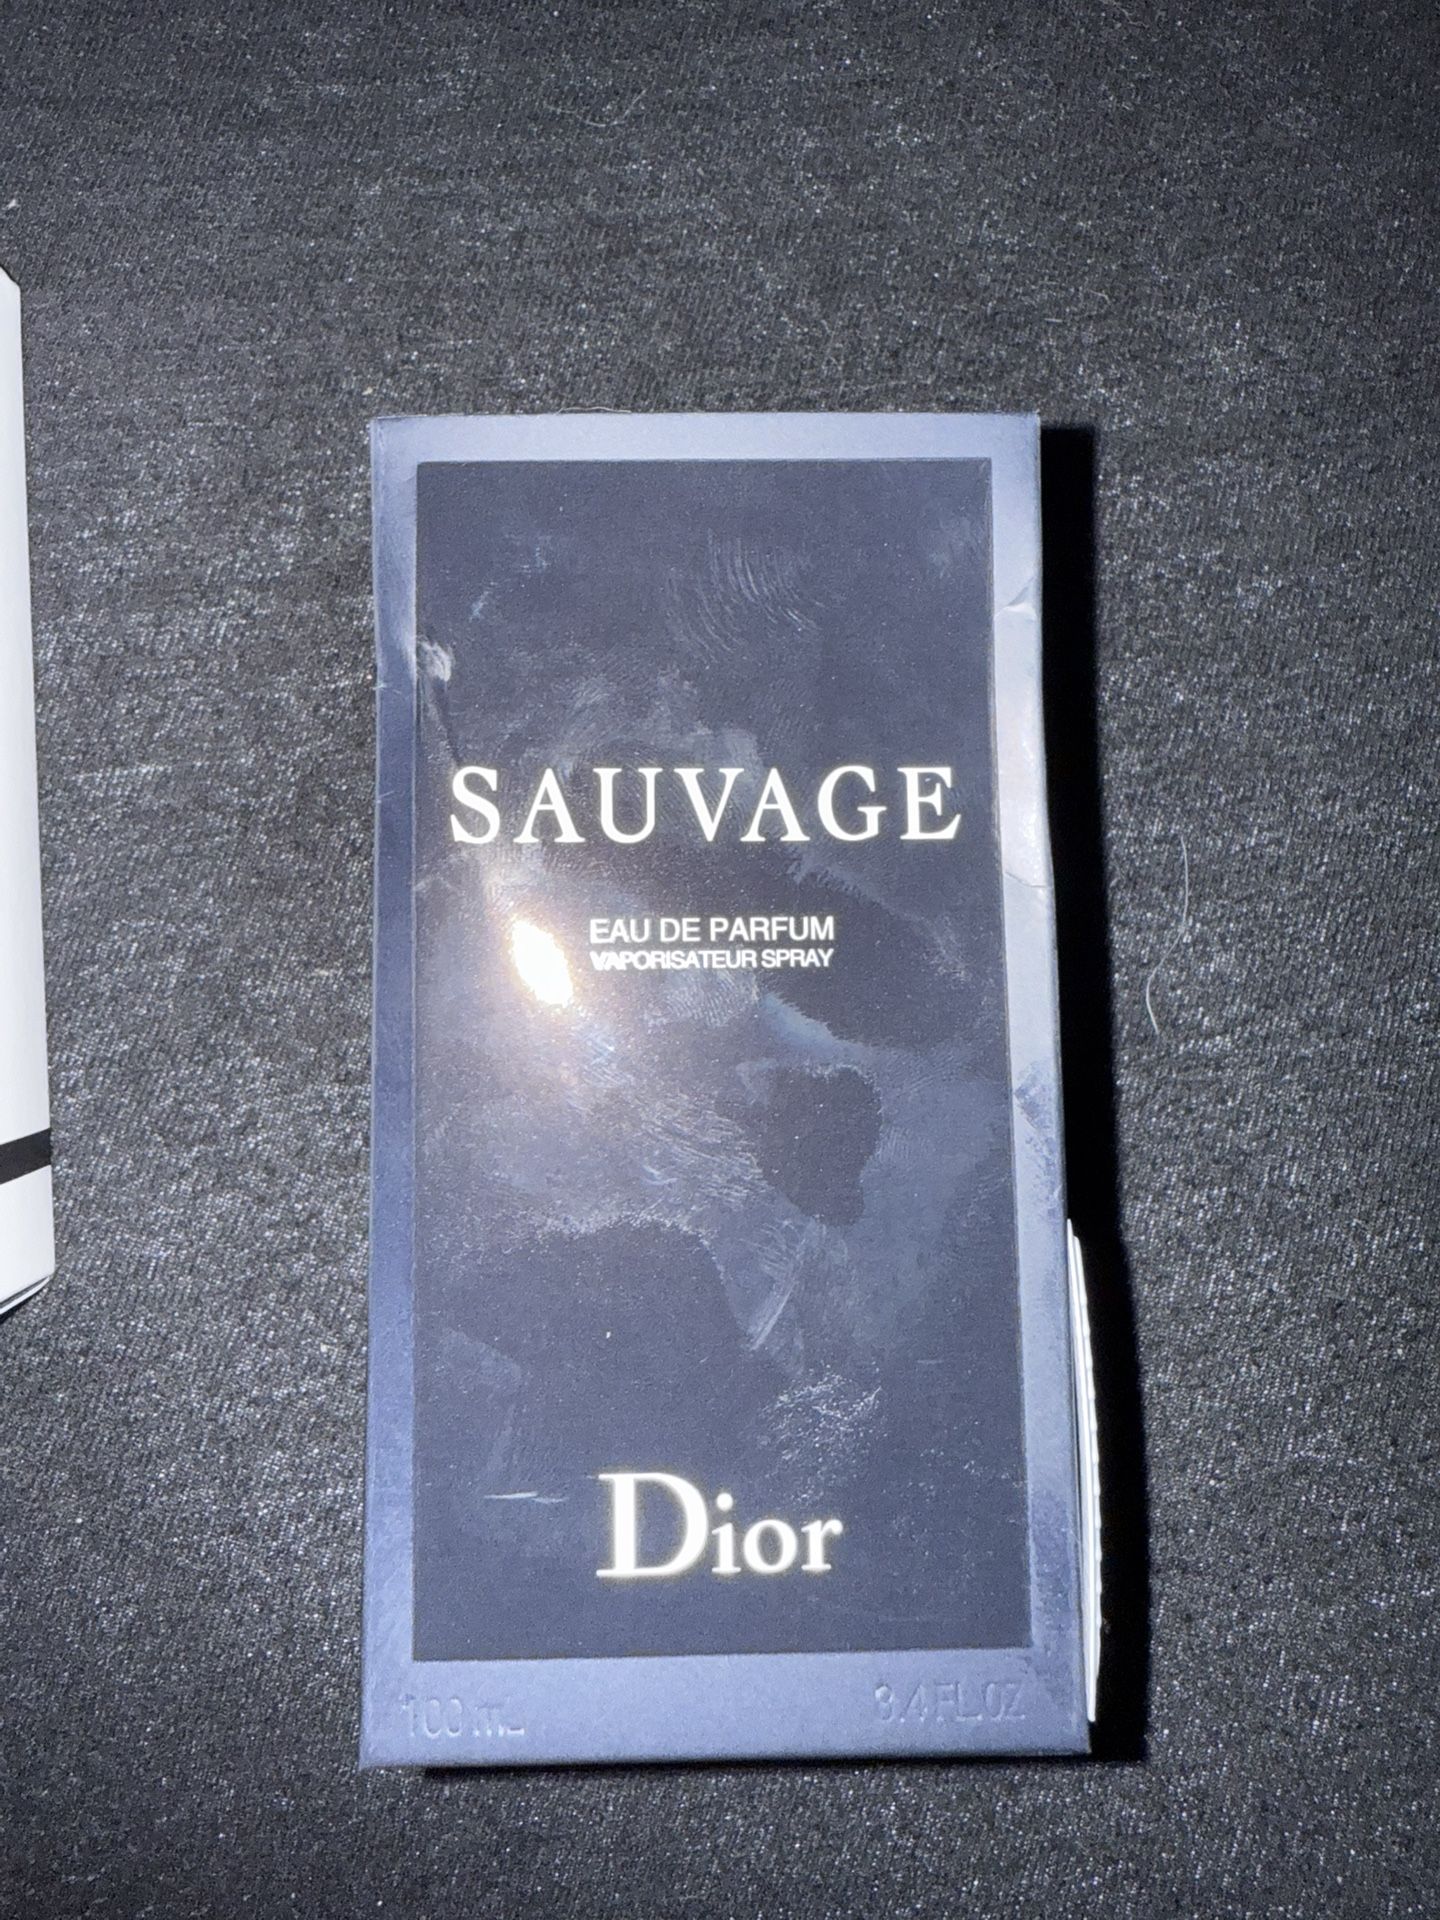 SAUVAGE
EAU DE PARFUM
VAPORISATEUR SPRAY
Dior
100 mL 3.4 FL.OZ